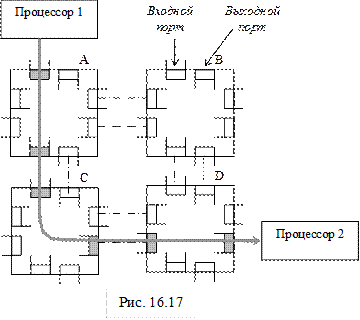 Процессор 1
Входной
порт
Выходной
порт
A
B
C
D
Процессор 2
Рис. 16.17